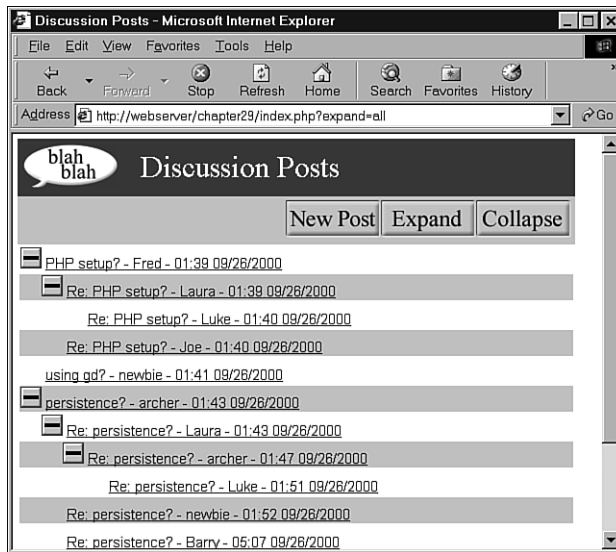 Discussion Posts - Microsoft Internet Explorer
File Edit View Favorites Tools Help
Back Forward Stop Refresh Home Search Favorites History
Address http://webserver/chapter29/index.php?expand=all Go
blah
blah
Discussion Posts
New Post Expand Collapse
PHP setup? - Fred - 01:39 09/26/2000
Re: PHP setup? - Laura - 01:39 09/26/2000
Re: PHP setup? - Luke - 01:40 09/26/2000
Re: PHP setup? - Joe - 01:40 09/26/2000
using gd? - newbie - 01:41 09/26/2000
persistence? - archer - 01:43 09/26/2000
Re: persistence? - Laura - 01:43 09/26/2000
Re: persistence? - archer - 01:47 09/26/2000
Re: persistence? - Luke - 01:51 09/26/2000
Re: persistence? - newbie - 01:52 09/26/2000
Re: persistence? - Barry - 05:07 09/26/2000